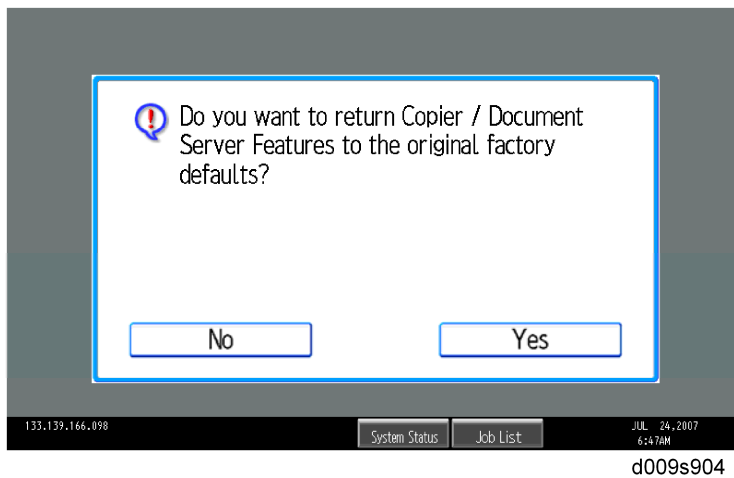 Do you want to return Copier / Document
Server Features to the original factory
defaults?
No
Yes
133.139.166.098
System Status
Job List
JUL 24,2007
6:47AM
d009s904